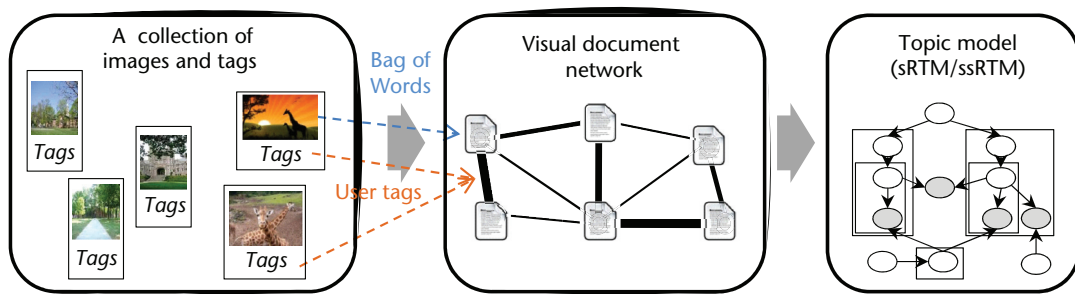 A collection of
images and tags
Tags
Tags
Tags
Tags
Tags
Bag of
Words
User tags
Visual document
network
Topic model
(sRTM/ssRTM)